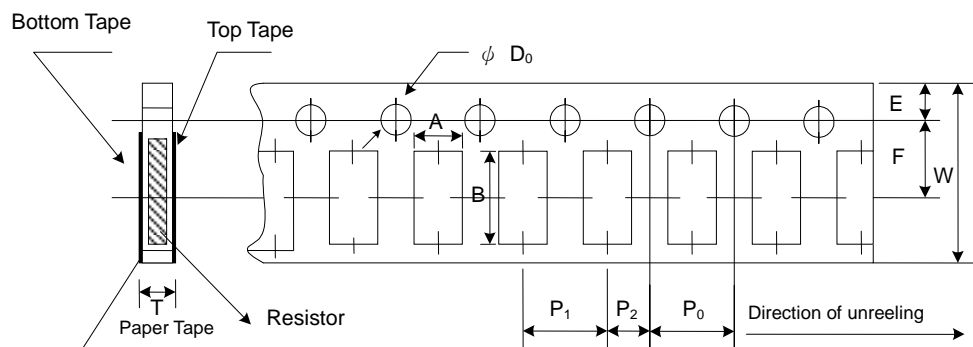 Bottom Tape
Top Tape
φ D₀
E
A
F
W
B
T
Paper Tape
Resistor
P₁
P₂
P₀
Direction of unreeling